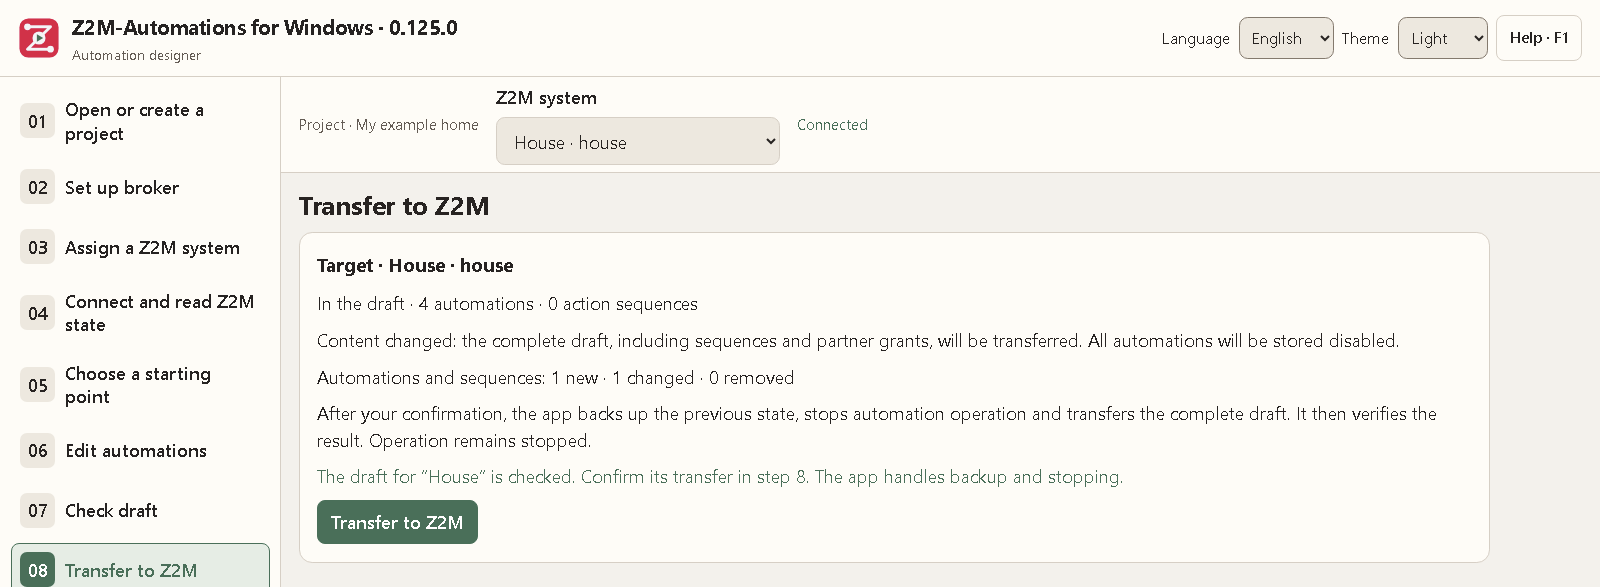 Z2M-Automations for Windows · 0.125.0
Automation designer
Language
English
Theme
Light
Help · F1
01
Open or create a
project
02
Set up broker
03
Assign a Z2M system
04
Connect and read Z2M
state
05
Choose a starting
point
06
Edit automations
07
Check draft
08
Transfer to Z2M
Z2M system
Project · My example home
House · house
Connected
Transfer to Z2M
Target · House · house
In the draft · 4 automations · 0 action sequences
Content changed: the complete draft, including sequences and partner grants, will be transferred. All automations will be stored disabled.
Automations and sequences: 1 new · 1 changed · 0 removed
After your confirmation, the app backs up the previous state, stops automation operation and transfers the complete draft. It then verifies the
result. Operation remains stopped.
The draft for “House” is checked. Confirm its transfer in step 8. The app handles backup and stopping.
Transfer to Z2M